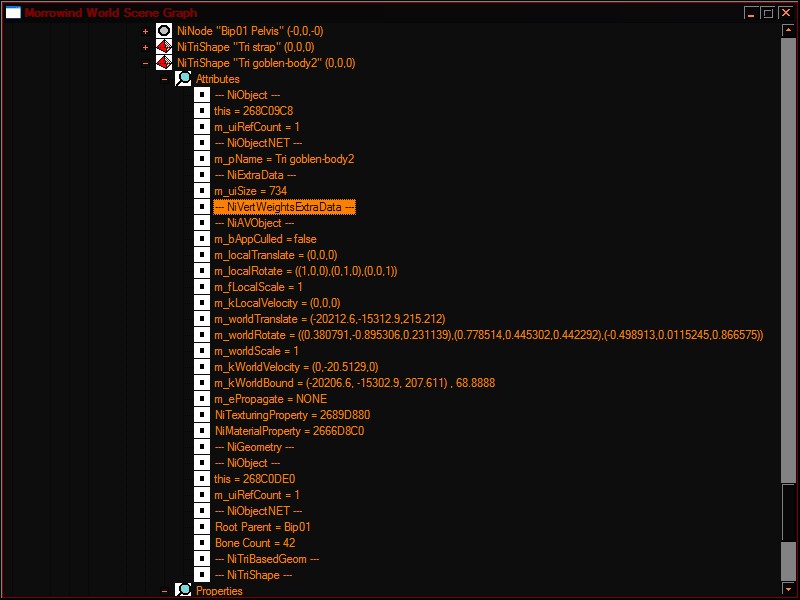 Morrowind World Scene Graph
+ NiNode "Bip01 Pelvis" (-0,0,-0)
+ NiTriShape "Tri strap" (0,0,0)
- NiTriShape "Tri goblen-body2" (0,0,0)
- Attributes
--- NiObject ---
this = 268C09C8
m_uiRefCount = 1
--- NiObjectNET ---
m_pName = Tri goblen-body2
--- NiExtraData ---
m_uiSize = 734
--- NiVertWeightsExtraData ---
--- NiAVObject ---
m_bAppCulled = false
m_localTranslate = (0,0,0)
m_localRotate = ((1,0,0),(0,1,0),(0,0,1))
m_fLocalScale = 1
m_kLocalVelocity = (0,0,0)
m_worldTranslate = (-20212.6,-15312.9,215.212)
m_worldRotate = ((0.380791,-0.895306,0.231139),(0.778514,0.445302,0.442292),(-0.498913,0.0115245,0.866575))
m_worldScale = 1
m_kWorldVelocity = (0,-20.5129,0)
m_kWorldBound = (-20206.6, -15302.9, 207.611) , 68.8888
m_ePropagate = NONE
NiTexturingProperty = 2689D880
NiMaterialProperty = 2666D8C0
--- NiGeometry ---
--- NiObject ---
this = 268C0DE0
m_uiRefCount = 1
--- NiObjectNET ---
Root Parent = Bip01
Bone Count = 42
--- NiTriBasedGeom ---
--- NiTriShape ---
- Properties